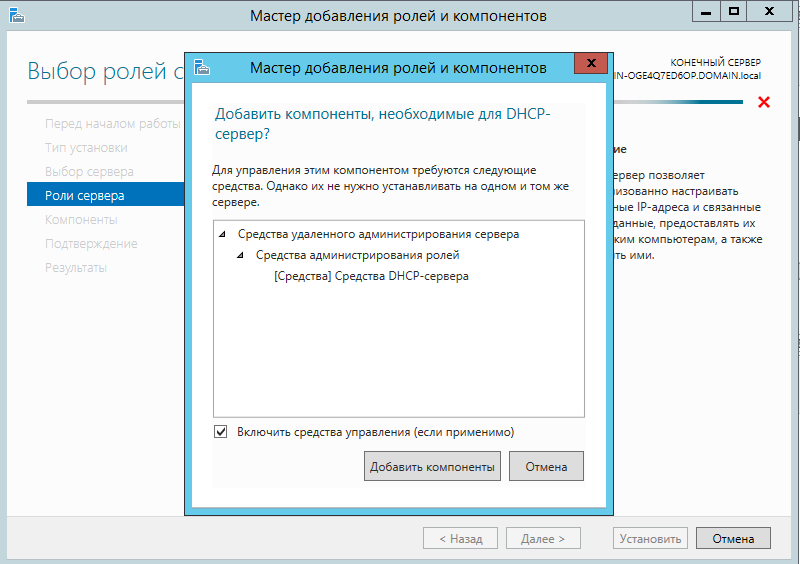 Мастер добавления ролей и компонентов
Выбор ролей с
КОНЕЧНЫЙ СЕРВЕР
IN-OGE4Q7ED6OP.DOMAIN.local
Перед началом работы
Тип установки
Выбор сервера
Роли сервера
Компоненты
Подтверждение
Результаты
Мастер добавления ролей и компонентов
x
Добавить компоненты, необходимые для DHCP-
сервер?
Для управления этим компонентом требуются следующие
средства. Однако их не нужно устанавливать на одном и том же
сервере.
Средства удаленного администрирования сервера
Средства администрирования ролей
[Средства] Средства DHCP-сервера
Включить средства управления (если применимо)
Добавить компоненты
Отмена
ие
сервер позволяет
лизованно настраивать
ные IP-адреса и связанные
данные, предоставлять их
ким компьютерам, а также
ть ими.
< Назад
Далее >
Установить
Отмена